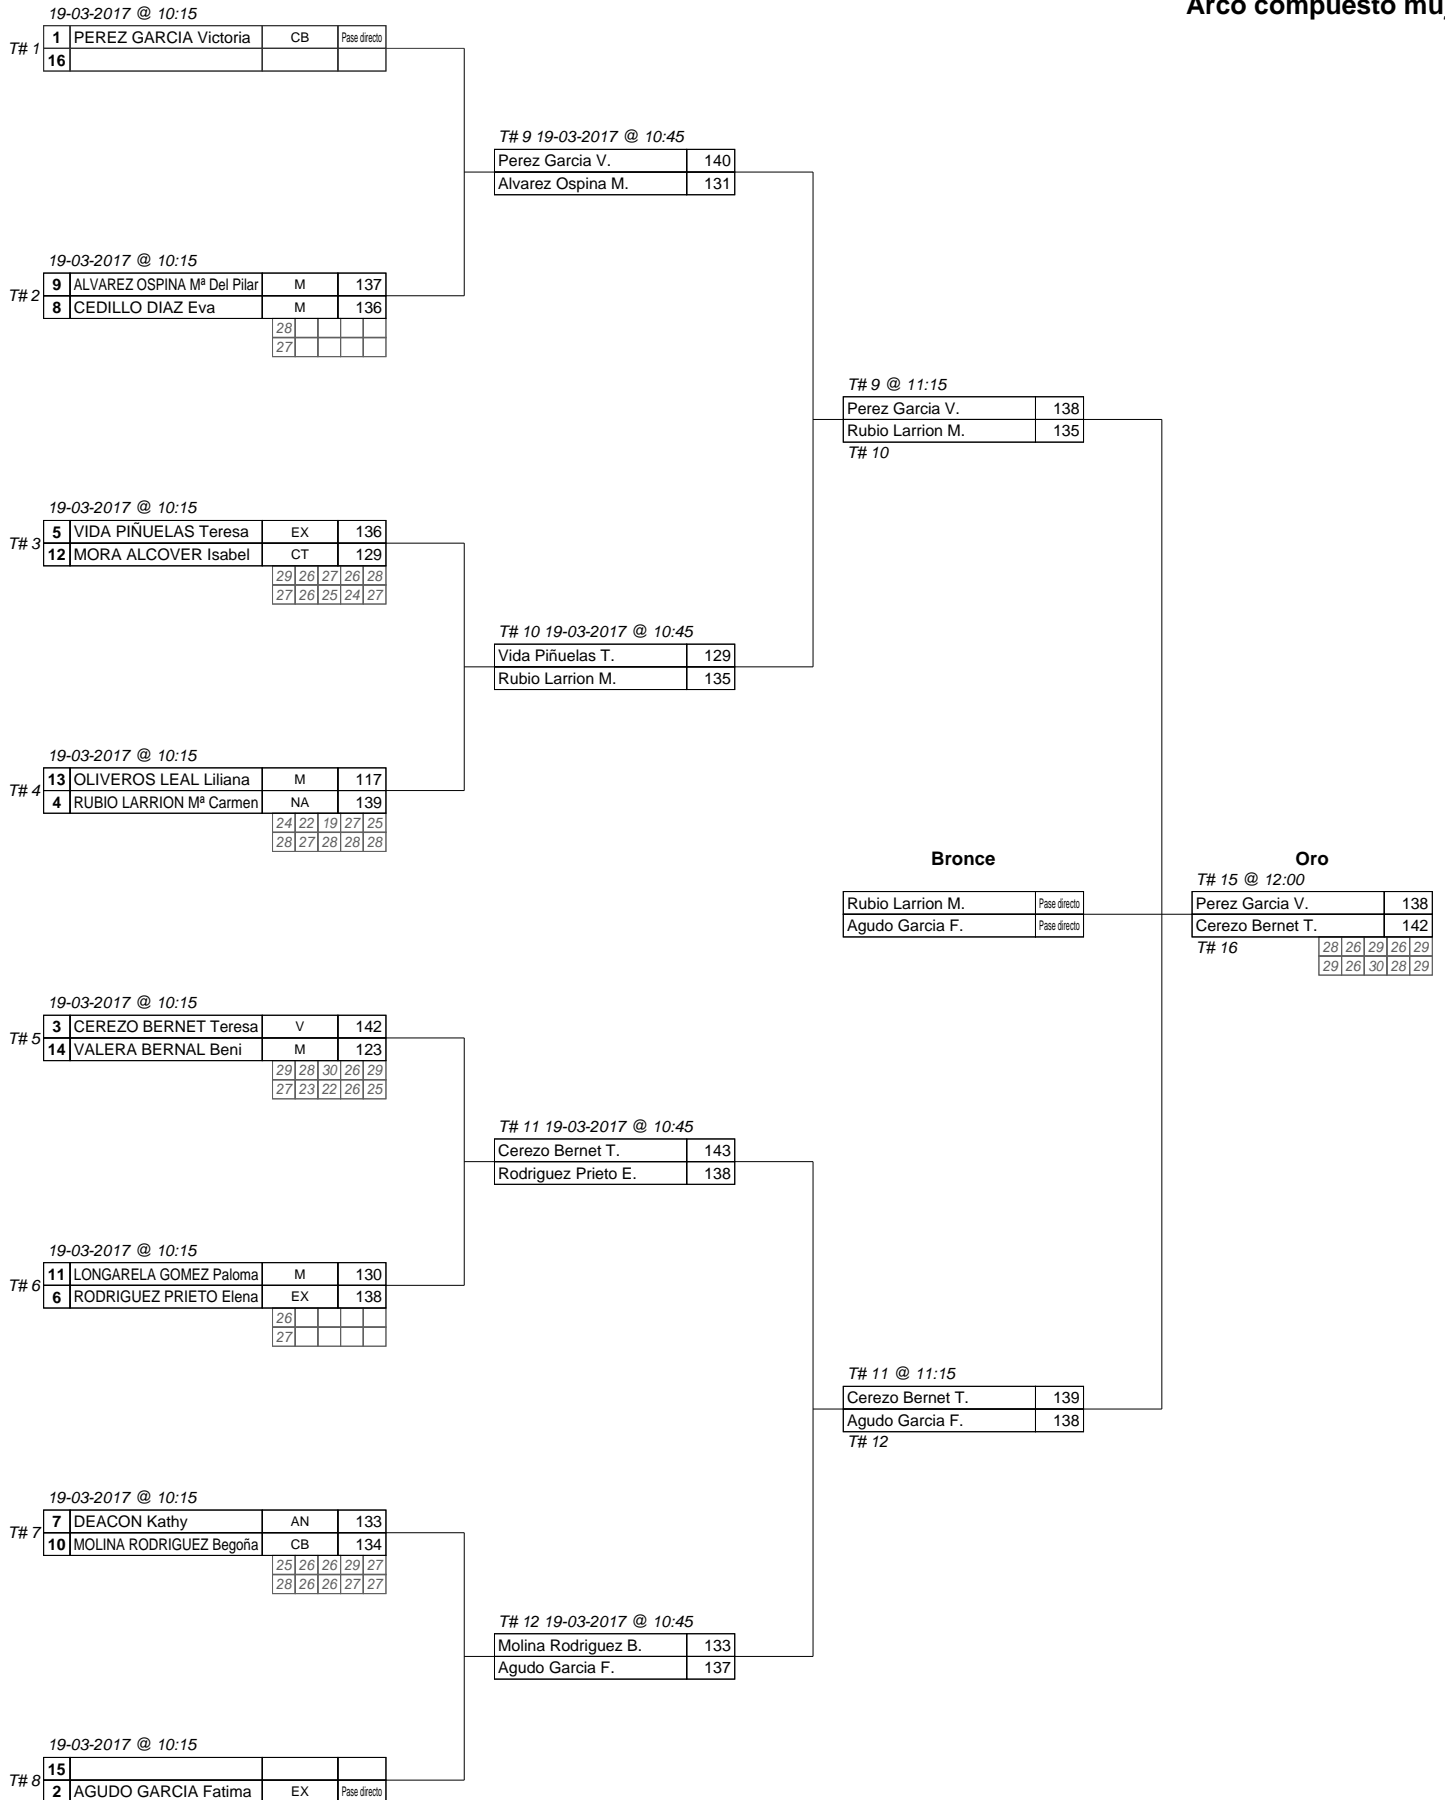 Arco compuesto muj
19-03-2017 @ 10:15
T# 1
1 PEREZ GARCIA Victoria CB Pase directo
16
T# 9 19-03-2017 @ 10:45
Perez Garcia V. 140
Alvarez Ospina M. 131
19-03-2017 @ 10:15
T# 2
9 ALVAREZ OSPINA Mª Del Pilar M 137
8 CEDILLO DIAZ Eva M 136
28
27
T# 9 @ 11:15
Perez Garcia V. 138
Rubio Larrion M. 135
T# 10
19-03-2017 @ 10:15
T# 3
5 VIDA PIÑUELAS Teresa EX 136
12 MORA ALCOVER Isabel CT 129
29 26 27 26 28
27 26 25 24 27
T# 10 19-03-2017 @ 10:45
Vida Piñuelas T. 129
Rubio Larrion M. 135
19-03-2017 @ 10:15
T# 4
13 OLIVEROS LEAL Liliana M 117
4 RUBIO LARRION Mª Carmen NA 139
24 22 19 27 25
28 27 28 28 28
Bronce
Rubio Larrion M. Pase directo
Agudo Garcia F. Pase directo
Oro
T# 15 @ 12:00
Perez Garcia V. 138
Cerezo Bernet T. 142
T# 16
28 26 29 26 29
29 26 30 28 29
19-03-2017 @ 10:15
T# 5
3 CEREZO BERNET Teresa V 142
14 VALERA BERNAL Beni M 123
29 28 30 26 29
27 23 22 26 25
T# 11 19-03-2017 @ 10:45
Cerezo Bernet T. 143
Rodriguez Prieto E. 138
19-03-2017 @ 10:15
T# 6
11 LONGARELA GOMEZ Paloma M 130
6 RODRIGUEZ PRIETO Elena EX 138
26
27
T# 11 @ 11:15
Cerezo Bernet T. 139
Agudo Garcia F. 138
T# 12
19-03-2017 @ 10:15
T# 7
7 DEACON Kathy AN 133
10 MOLINA RODRIGUEZ Begoña CB 134
25 26 26 29 27
28 26 26 27 27
T# 12 19-03-2017 @ 10:45
Molina Rodriguez B. 133
Agudo Garcia F. 137
19-03-2017 @ 10:15
T# 8
15
2 AGUDO GARCIA Fatima EX Pase directo